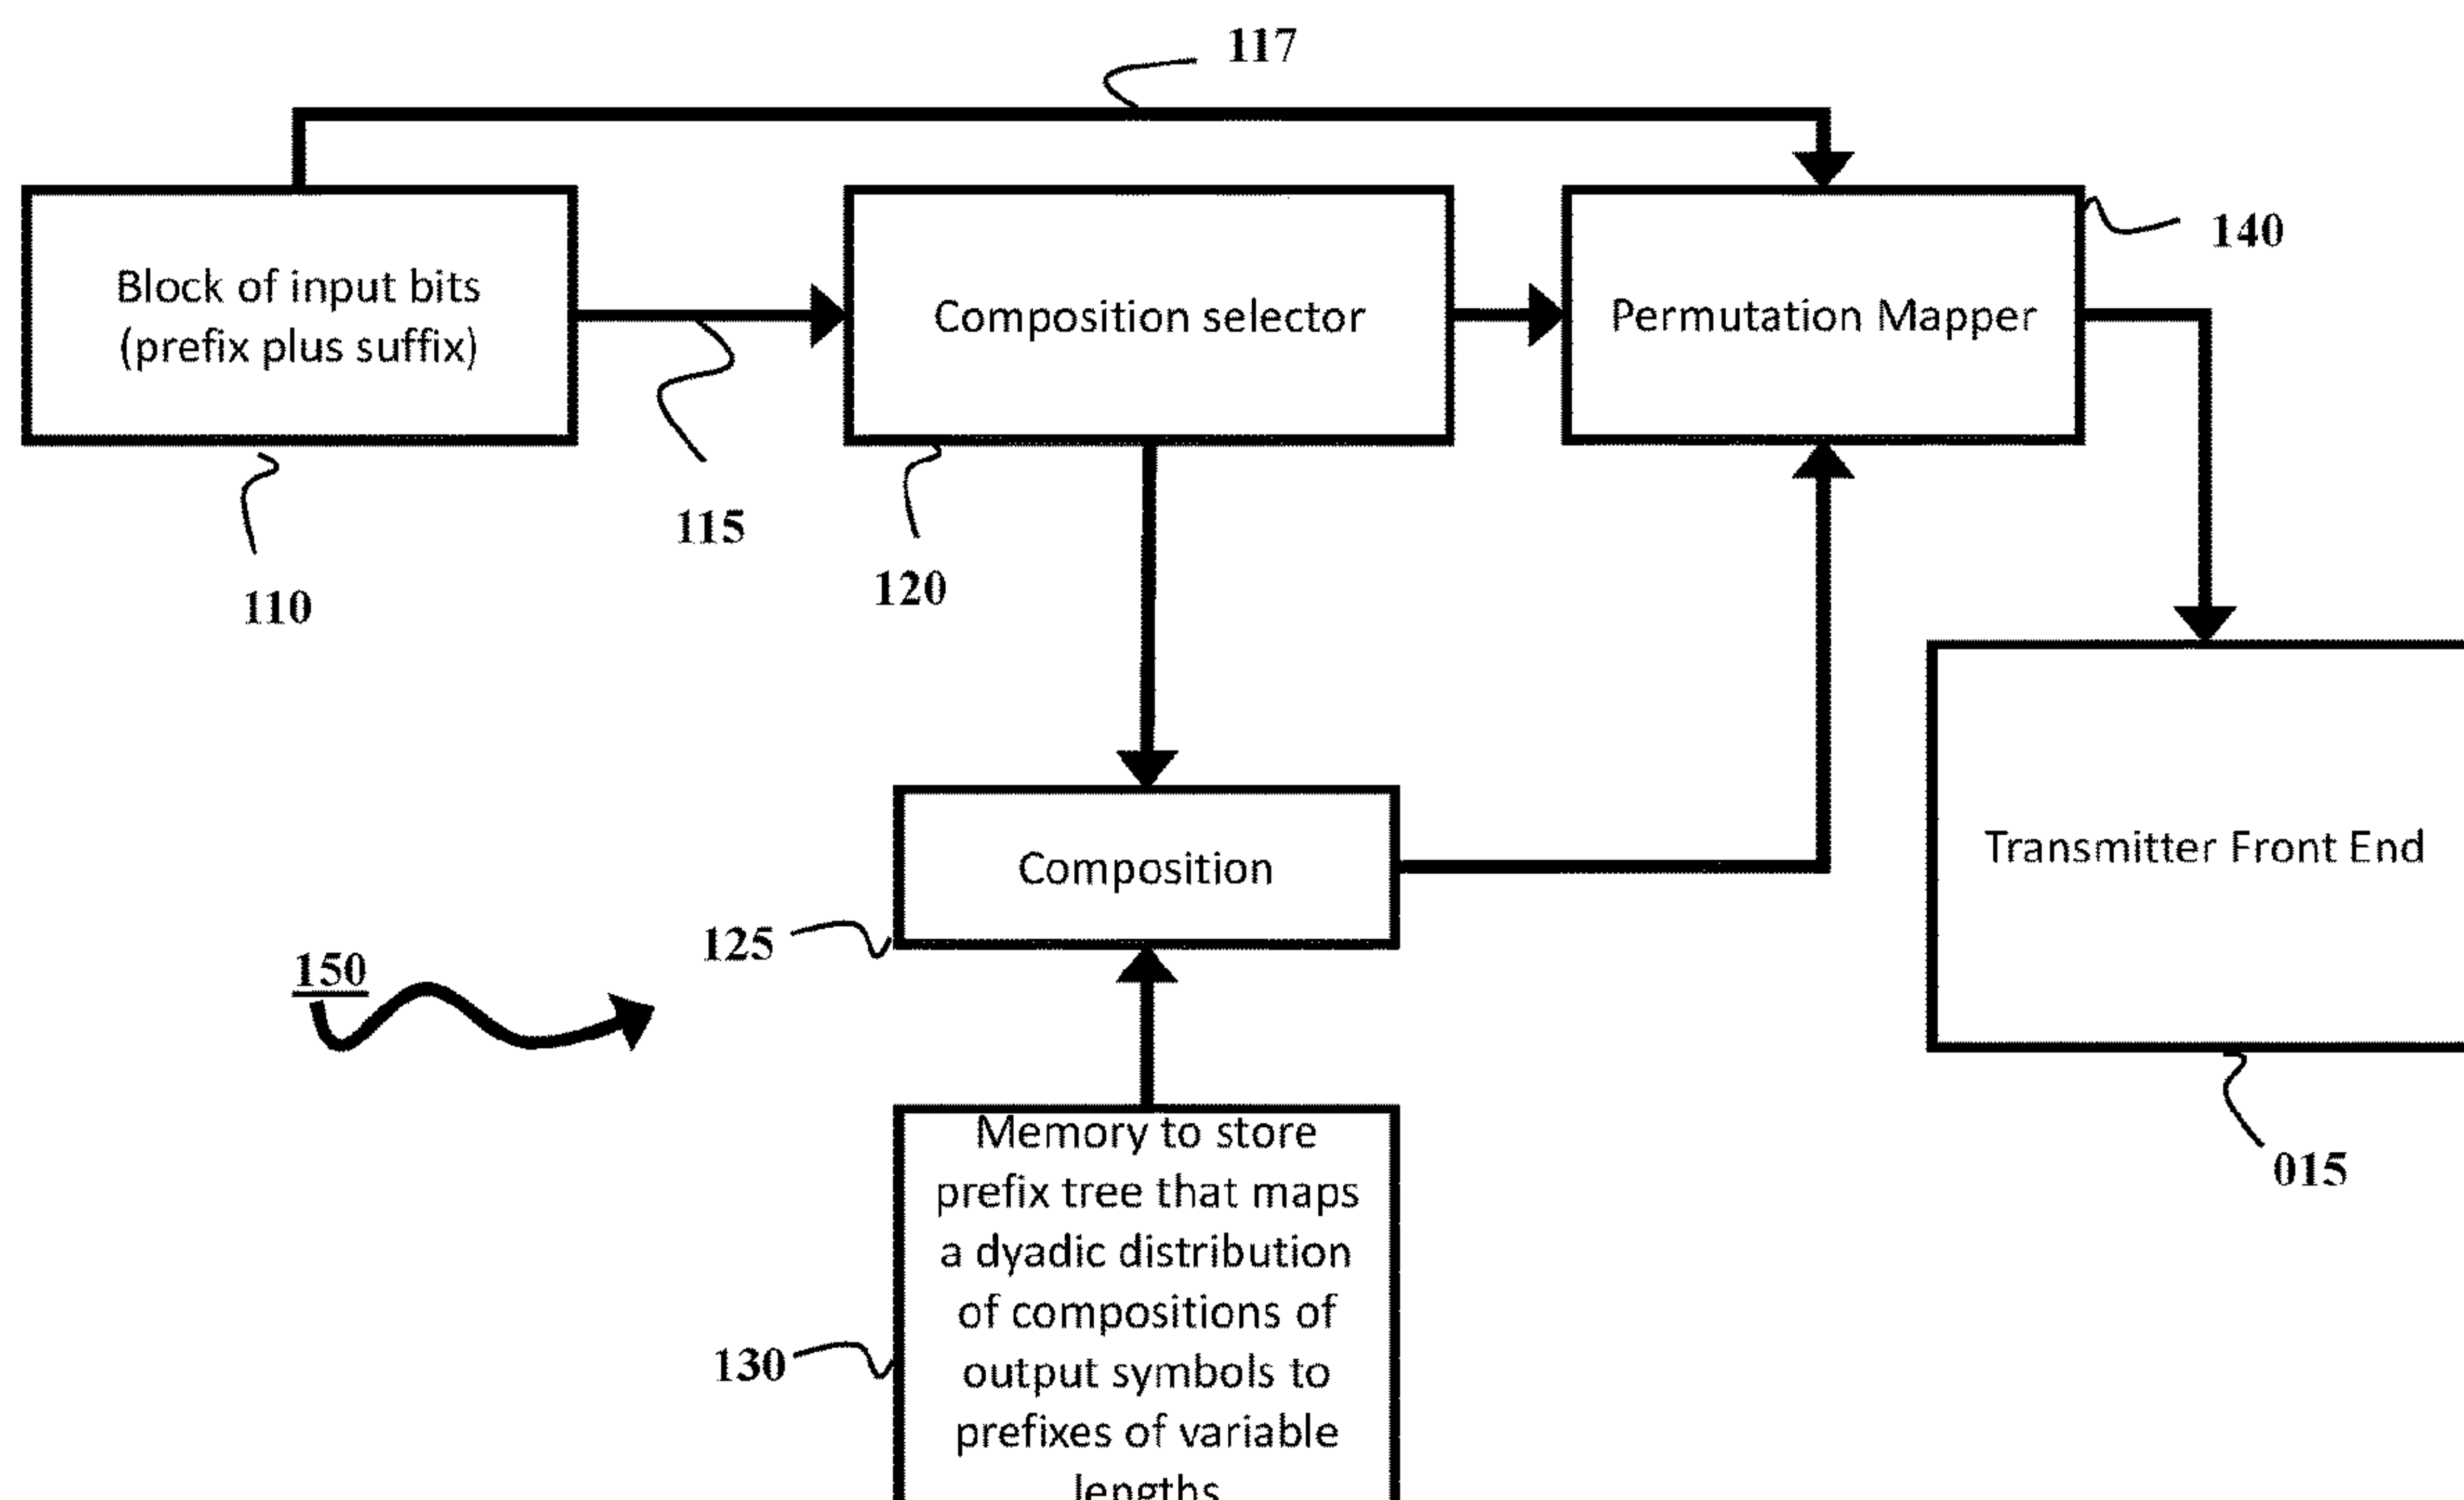 117
Block of input bits
(prefix plus suffix)
Composition selector
Permutation Mapper
140
115
120
110
Composition
Transmitter Front End
125
150
Memory to store
prefix tree that maps
a dyadic distribution
of compositions of
output symbols to
prefixes of variable
lengths
130
015